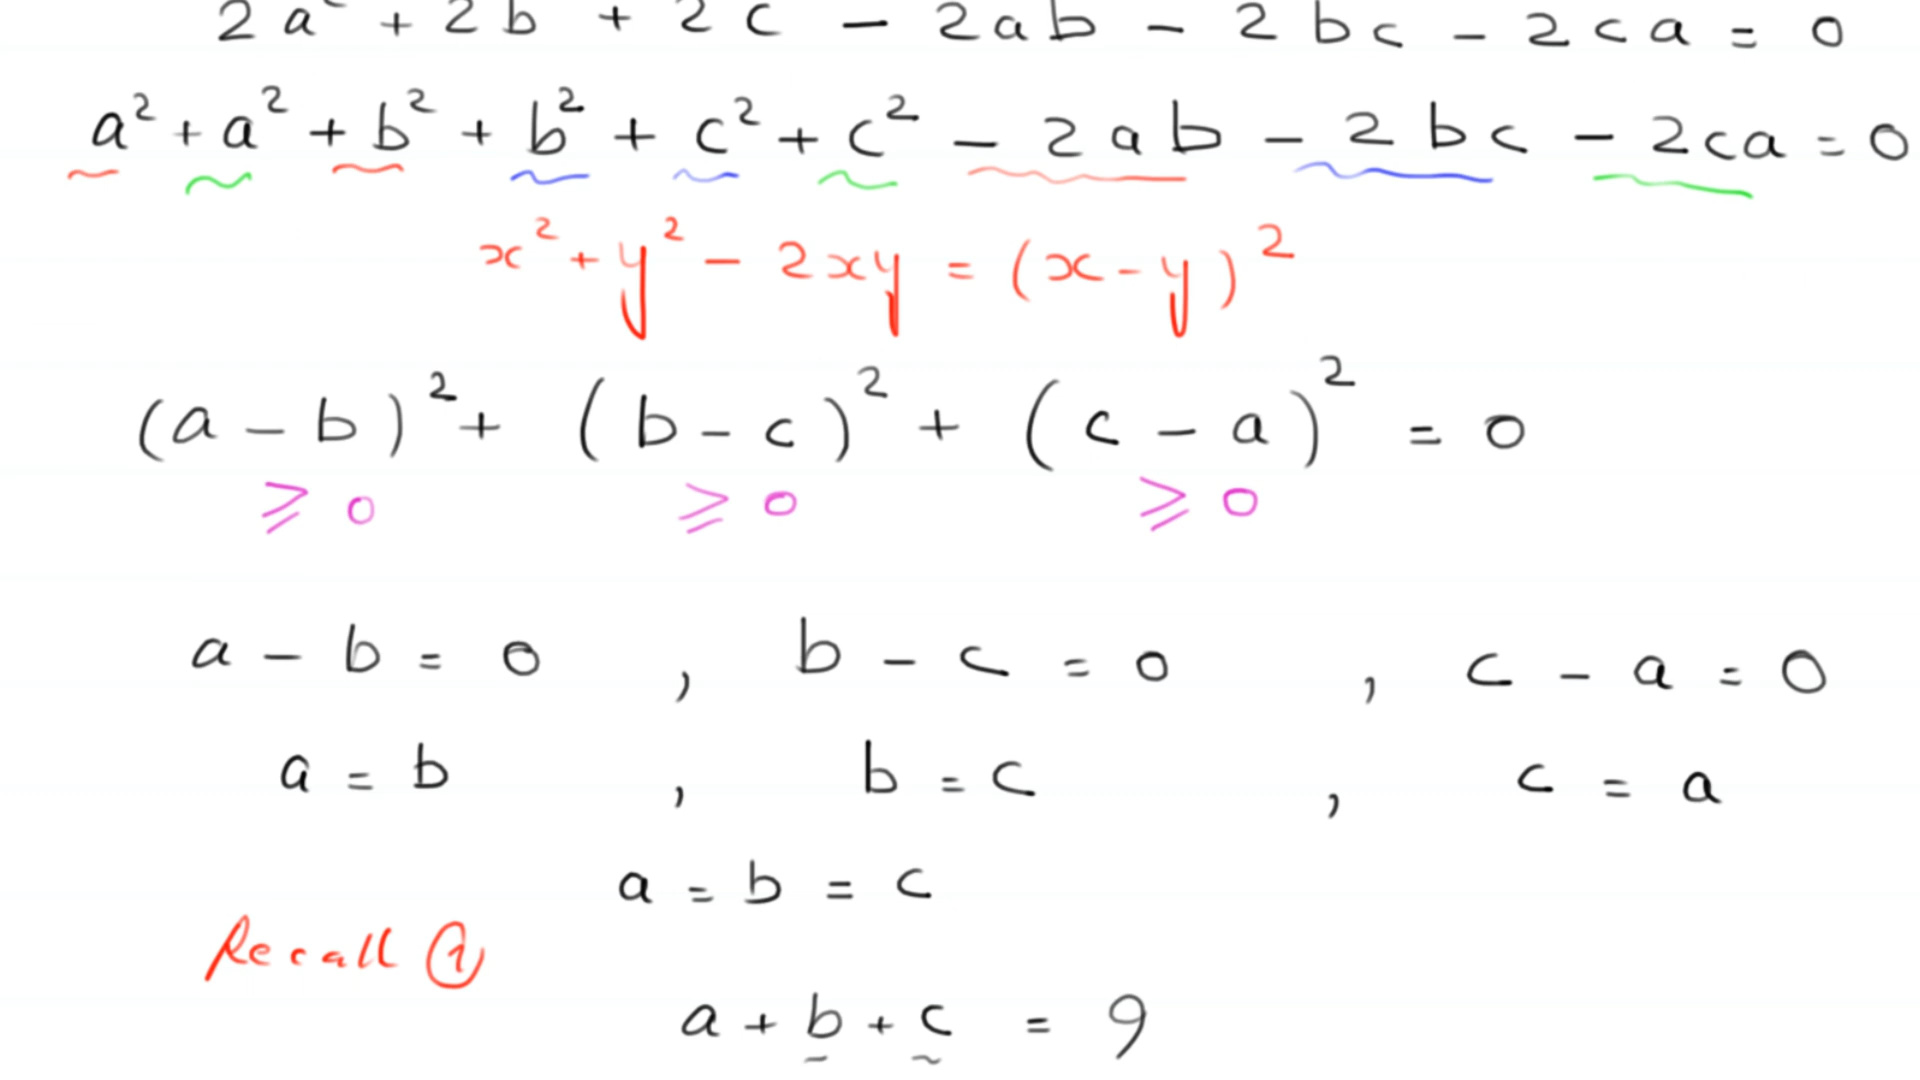 2a² + 2b + 2c - 2ab - 2bc - 2ca = 0
a² + a² + b² + b² + c² + c² - 2ab - 2bc - 2ca = 0
x² + y² - 2xy = (x-y)²
(a - b)² + (b - c)² + (c - a)² = 0
⩾ 0 ⩾ 0 ⩾ 0
a - b = 0 , b - c = 0 , c - a = 0
a = b , b = c , c = a
a = b = c
Recall ①
a + b + c = 9